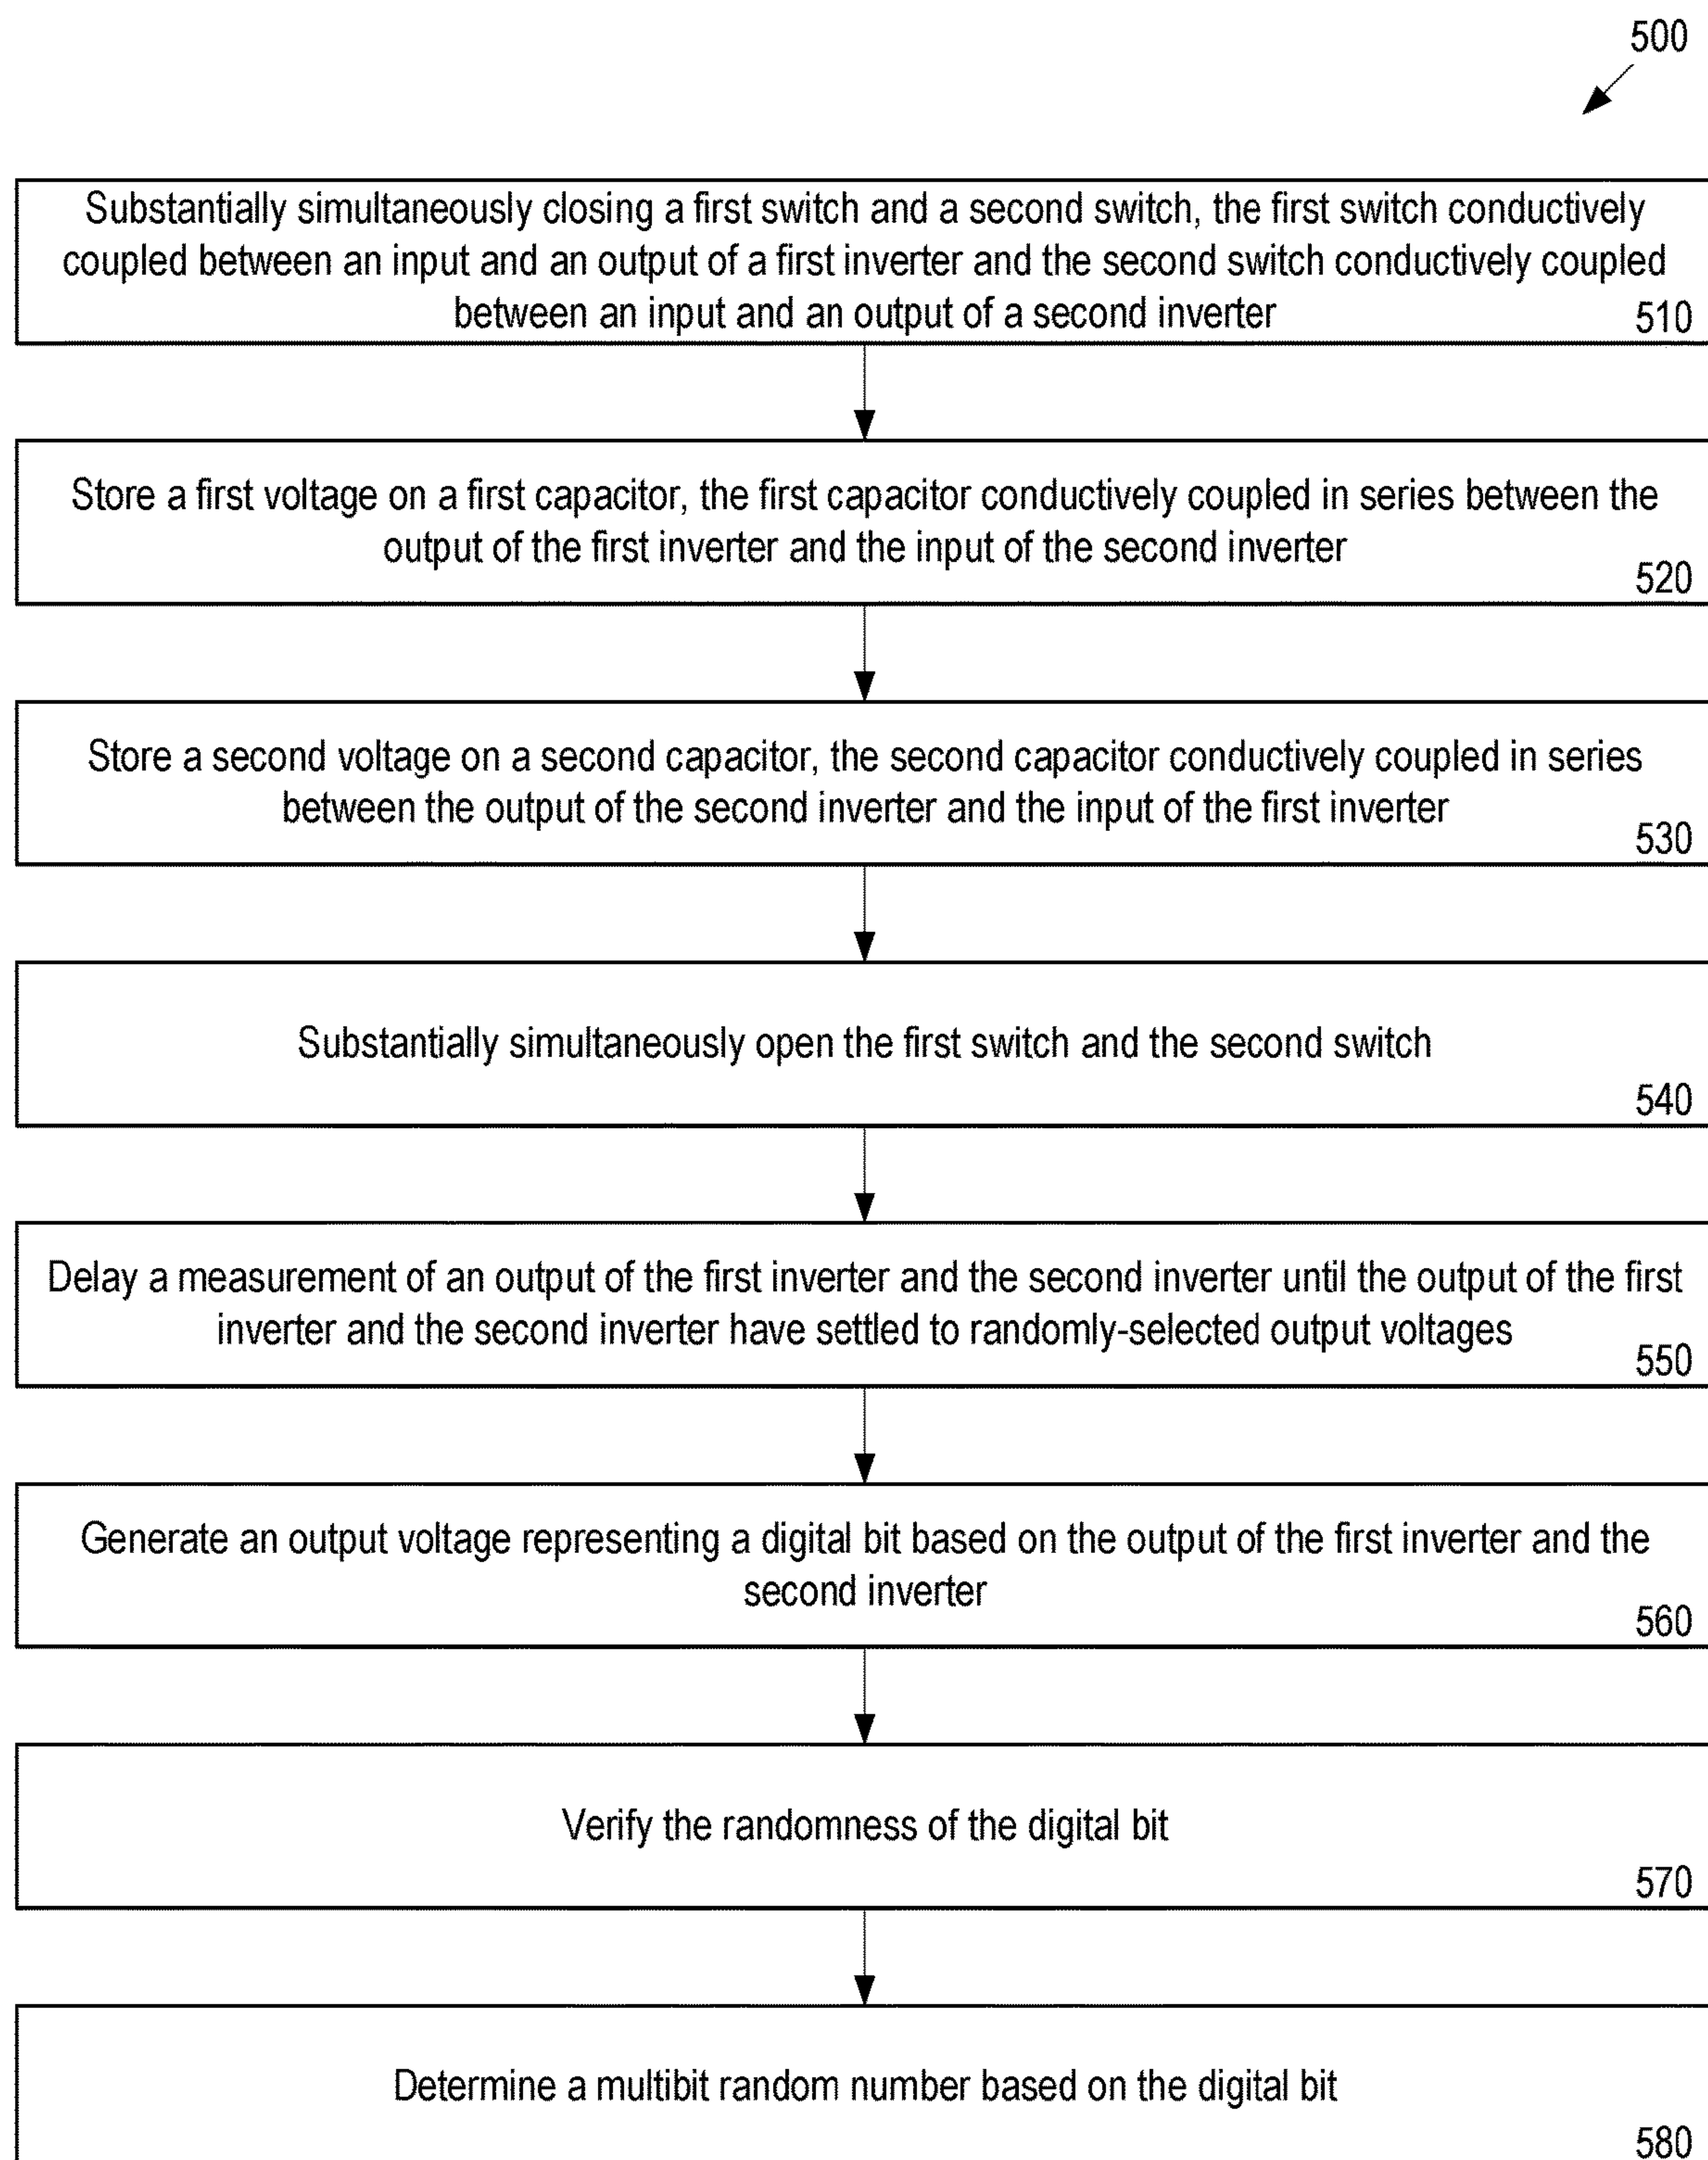 500
Substantially simultaneously closing a first switch and a second switch, the first switch conductively
coupled between an input and an output of a first inverter and the second switch conductively coupled
between an input and an output of a second inverter
510
Store a first voltage on a first capacitor, the first capacitor conductively coupled in series between the
output of the first inverter and the input of the second inverter
520
Store a second voltage on a second capacitor, the second capacitor conductively coupled in series
between the output of the second inverter and the input of the first inverter
530
Substantially simultaneously open the first switch and the second switch
540
Delay a measurement of an output of the first inverter and the second inverter until the output of the first
inverter and the second inverter have settled to randomly-selected output voltages
550
Generate an output voltage representing a digital bit based on the output of the first inverter and the
second inverter
560
Verify the randomness of the digital bit
570
Determine a multibit random number based on the digital bit
580